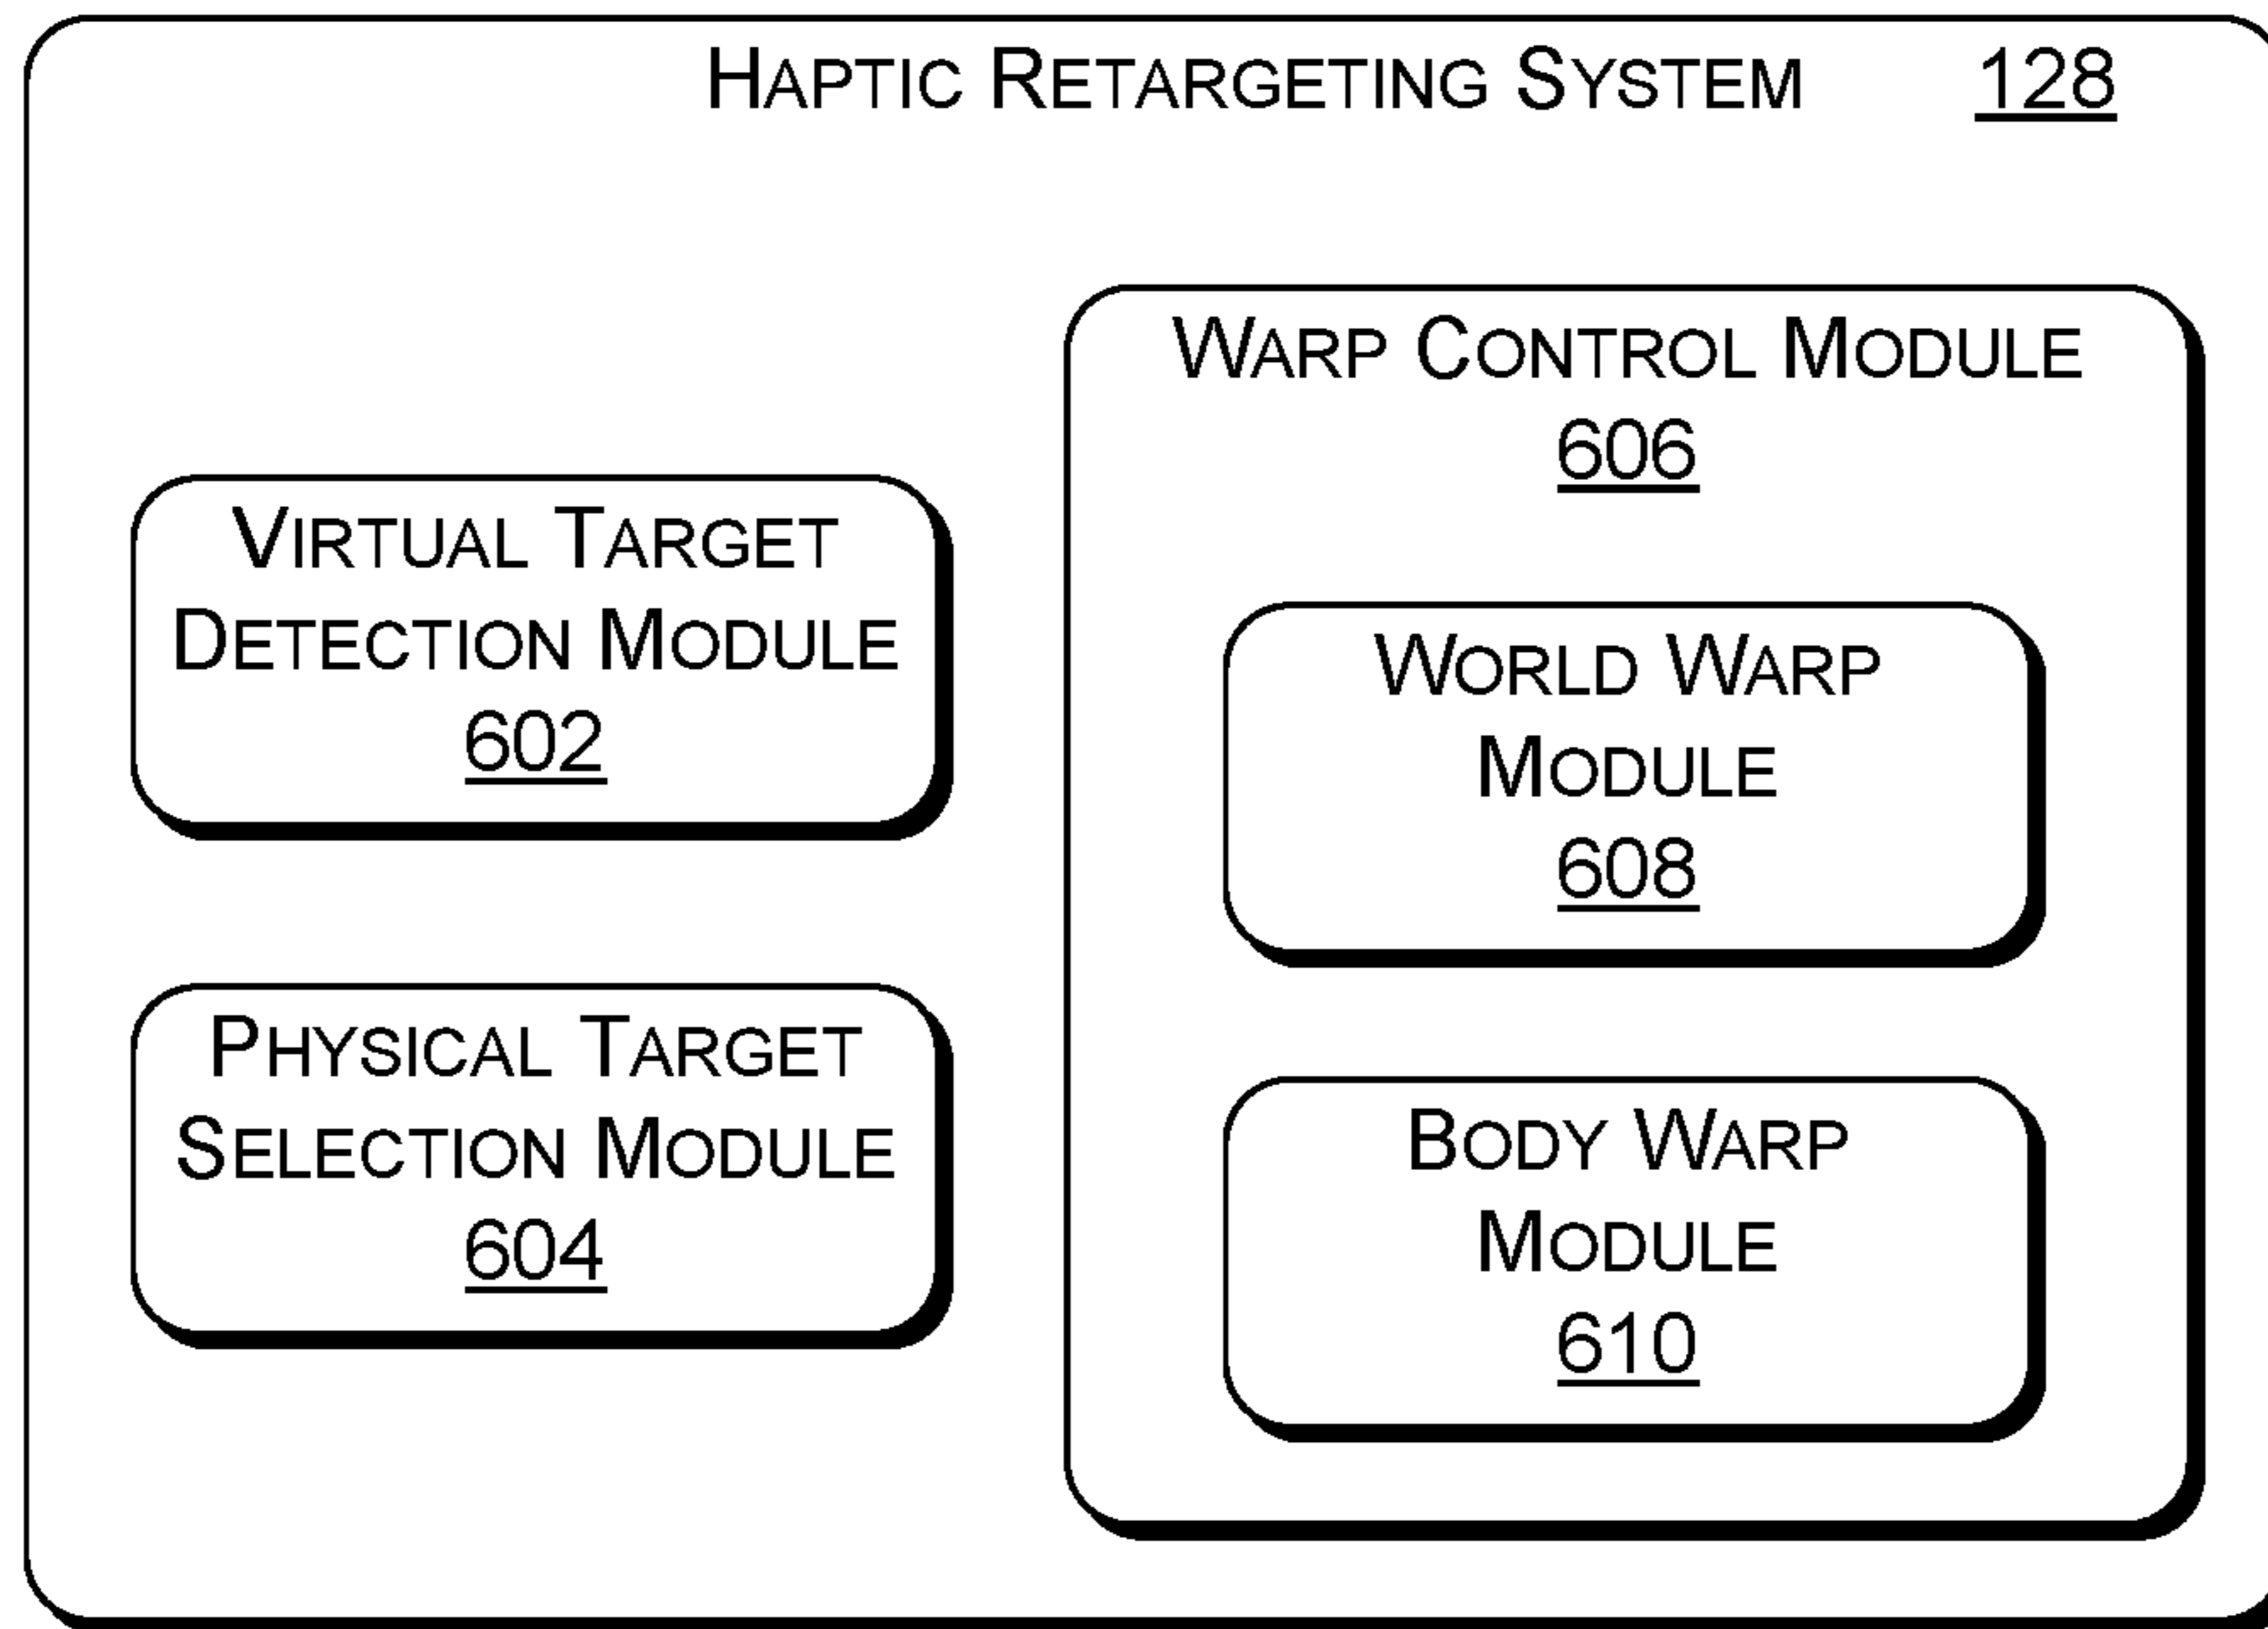 HAPTIC RETARGETING SYSTEM 128
VIRTUAL TARGET
DETECTION MODULE
602
PHYSICAL TARGET
SELECTION MODULE
604
WARP CONTROL MODULE
606
WORLD WARP
MODULE
608
BODY WARP
MODULE
610